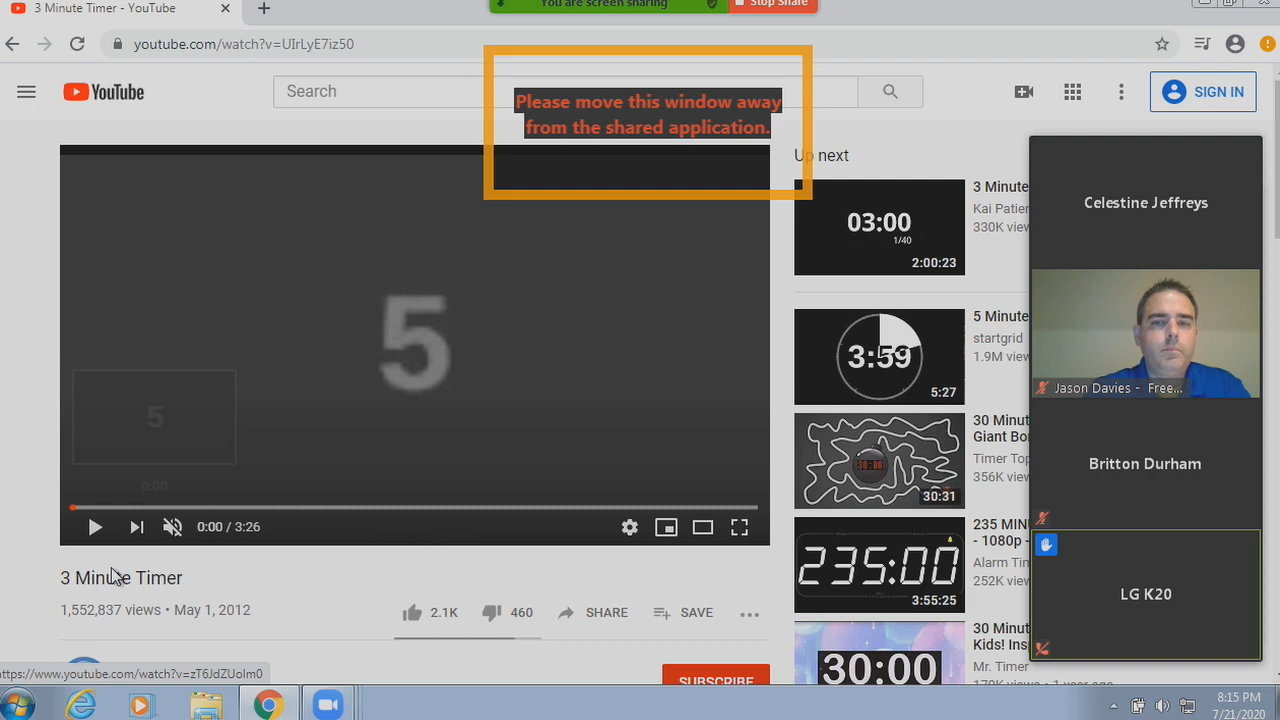 3 Minute Timer - YouTube
You are screen sharing
Stop Share
youtube.com/watch?v=UIrLyE7iz50
YouTube
Search
SIGN IN
Please move this window away
from the shared application.
Up next
5
5
0:00
0:00 / 3:26
3 Minute Timer
1,552,837 views • May 1, 2012
2.1K
460
SHARE
SAVE
SUBSCRIBE
03:00
1/40
2:00:23
3 Minute
Kai Patien
330K view
3:59
5:27
5 Minute
startgrid
1.9M view
30:00
30:31
30 Minut
Giant Bo
Timer Top
356K view
235:00
3:55:25
235 MINU
- 1080p -
Alarm Tim
252K view
30:00
30 Minut
Kids! Ins
Mr. Timer
Celestine Jeffreys
Jason Davies - Free...
Britton Durham
LG K20
https://www.youtube.com/watch?v=zT6JdZUolm0
8:15 PM
7/21/2020